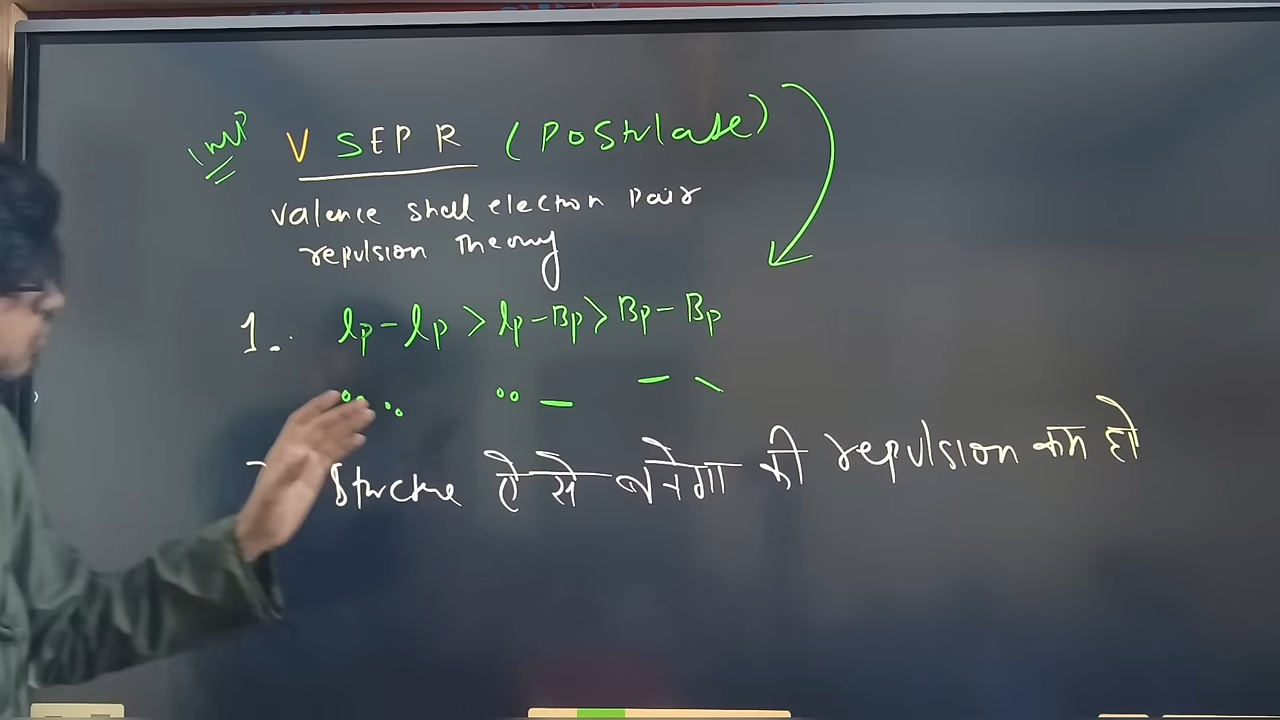 Imp VSEPR (Postulate)
Valence shell electron pair
repulsion Theory
1. lp - lp > lp - Bp > Bp - Bp
Structure ऐसे बनेगा की repulsion कम हो